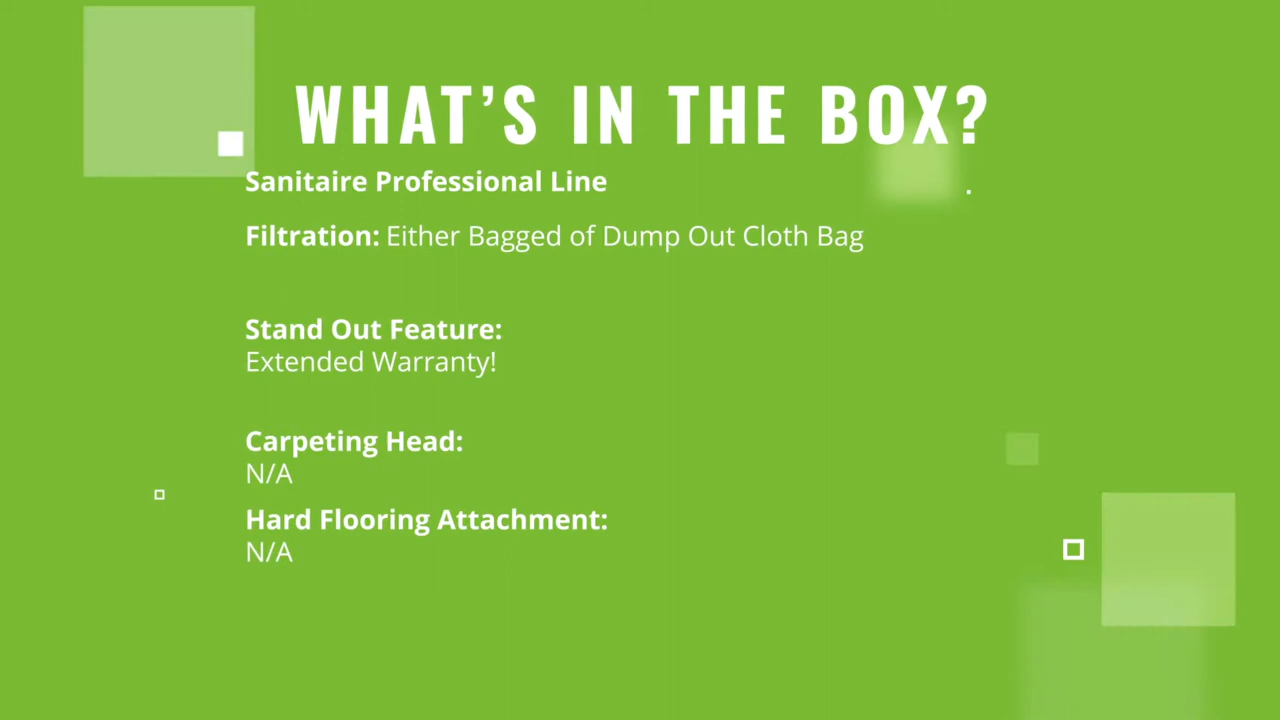 WHAT’S IN THE BOX?
Sanitaire Professional Line
Filtration: Either Bagged of Dump Out Cloth Bag
Stand Out Feature:
Extended Warranty!
Carpeting Head:
N/A
Hard Flooring Attachment:
N/A